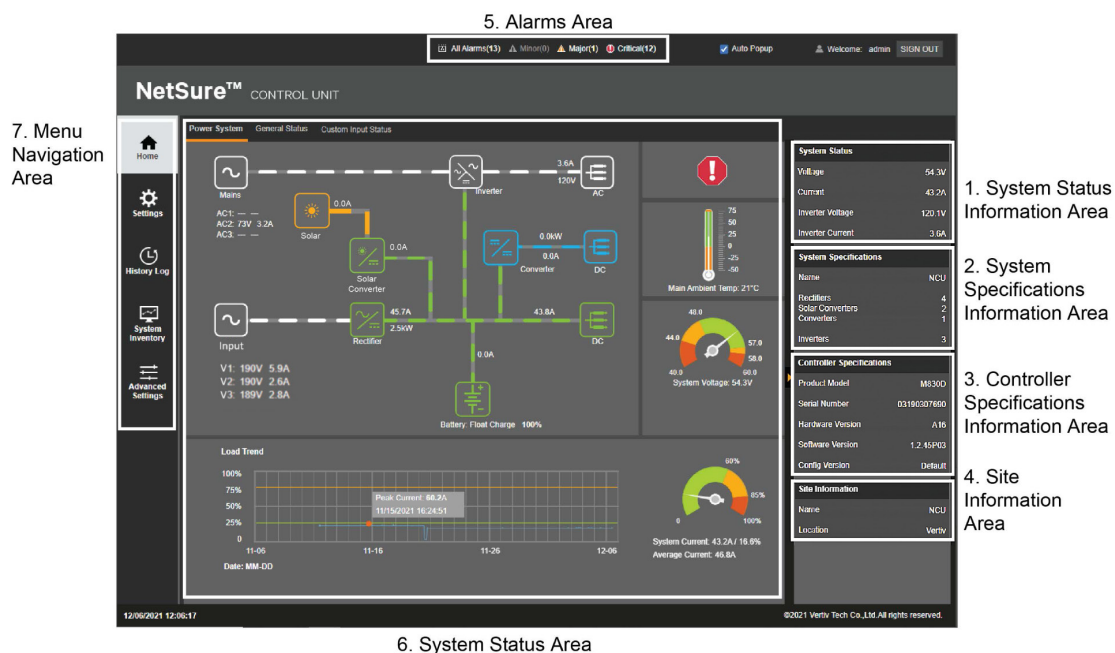 5. Alarms Area
All Alarms(13) Minor(0) Major(1) Critical(12) Auto Popup Welcome: admin SIGN OUT
NetSure™ CONTROL UNIT
7. Menu
Navigation
Area
Home
Settings
History Log
System
Inventory
Advanced
Settings
Power System General Status Custom Input Status
Mains
AC1: — —
AC2: 73V 3.2A
AC3: — —
0.0A
Solar
0.0A
Solar
Converter
Inverter
3.6A
120V
AC
0.0kW
0.0A
Converter
DC
Input
45.7A
2.5kW
Rectifier
43.8A
DC
V1: 190V 5.9A
V2: 190V 2.6A
V3: 189V 2.8A
0.0A
Battery: Float Charge 100%
75
50
25
0
-25
-50
Main Ambient Temp: 21°C
40.0
44.0
57.0
58.0
40.0
60.0
System Voltage: 54.3V
Load Trend
100%
75%
50%
25%
0
Peak Current: 60.2A
11/15/2021 16:24:51
11-06 11-16 11-26 12-06
Date: MM-DD
60%
85%
0
100%
System Current: 43.2A / 16.6%
Average Current: 46.8A
System Status
Voltage 54.3V
Current 43.2A
Inverter Voltage 120.1V
Inverter Current 3.6A
System Specifications
Name NCU
Rectifiers 4
Solar Converters 2
Converters 1
Inverters 3
Controller Specifications
Product Model M830D
Serial Number 03190307690
Hardware Version A16
Software Version 1.2.45P03
Config Version Default
Site Information
Name NCU
Location Vertiv
1. System Status
Information Area
2. System
Specifications
Information Area
3. Controller
Specifications
Information Area
4. Site
Information
Area
12/06/2021 12:06:17
©2021 Vertiv Tech Co.,Ltd.All rights reserved.
6. System Status Area